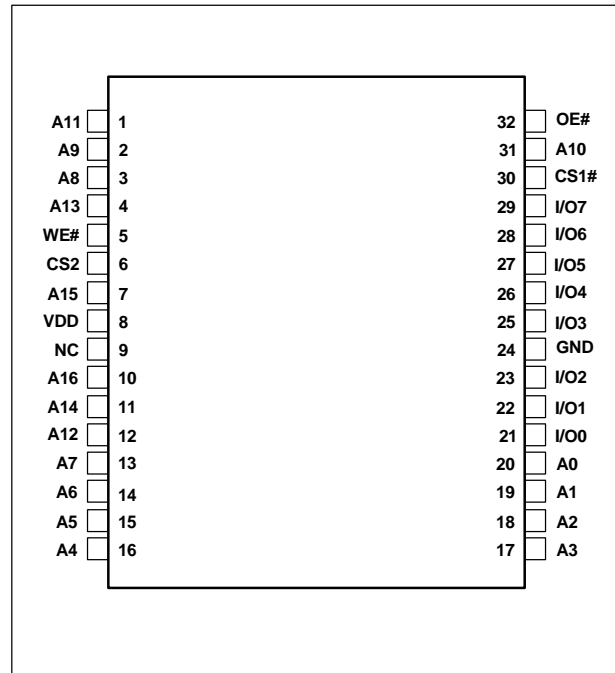 A11 1 32 OE#
A9 2 31 A10
A8 3 30 CS1#
A13 4 29 I/O7
WE# 5 28 I/O6
CS2 6 27 I/O5
A15 7 26 I/O4
VDD 8 25 I/O3
NC 9 24 GND
A16 10 23 I/O2
A14 11 22 I/O1
A12 12 21 I/O0
A7 13 20 A0
A6 14 19 A1
A5 15 18 A2
A4 16 17 A3